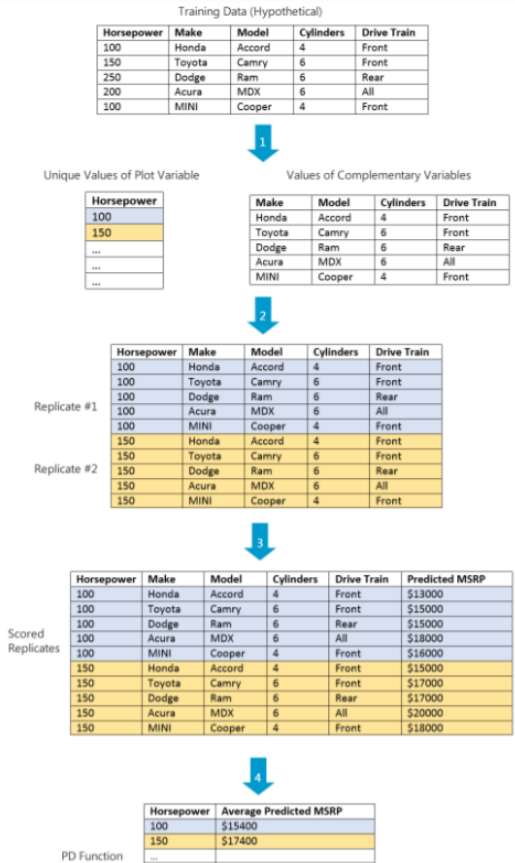 Training Data (Hypothetical)
Horsepower Make Model Cylinders Drive Train
100 Honda Accord 4 Front
150 Toyota Camry 6 Front
250 Dodge Ram 6 Rear
200 Acura MDX 6 All
100 MINI Cooper 4 Front
1
Unique Values of Plot Variable
Values of Complementary Variables
Horsepower
100
150
...
...
...
Make Model Cylinders Drive Train
Honda Accord 4 Front
Toyota Camry 6 Front
Dodge Ram 6 Rear
Acura MDX 6 All
MINI Cooper 4 Front
2
Horsepower Make Model Cylinders Drive Train
100 Honda Accord 4 Front
100 Toyota Camry 6 Front
100 Dodge Ram 6 Rear
Replicate #1
100 Acura MDX 6 All
100 MINI Cooper 4 Front
150 Honda Accord 4 Front
150 Toyota Camry 6 Front
Replicate #2
150 Dodge Ram 6 Rear
150 Acura MDX 6 All
150 MINI Cooper 4 Front
3
Horsepower Make Model Cylinders Drive Train Predicted MSRP
100 Honda Accord 4 Front $13000
100 Toyota Camry 6 Front $15000
100 Dodge Ram 6 Rear $15000
Scored
Replicates
100 Acura MDX 6 All $18000
100 MINI Cooper 4 Front $16000
150 Honda Accord 4 Front $15000
150 Toyota Camry 6 Front $17000
150 Dodge Ram 6 Rear $17000
150 Acura MDX 6 All $20000
150 MINI Cooper 4 Front $18000
4
Horsepower Average Predicted MSRP
100 $15400
150 $17400
PD Function
...